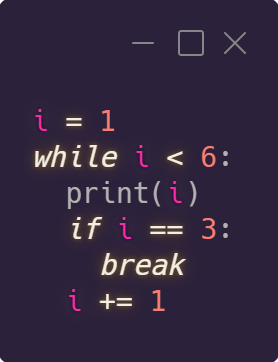 i = 1
while i < 6:
  print(i)
  if i == 3:
    break
  i += 1